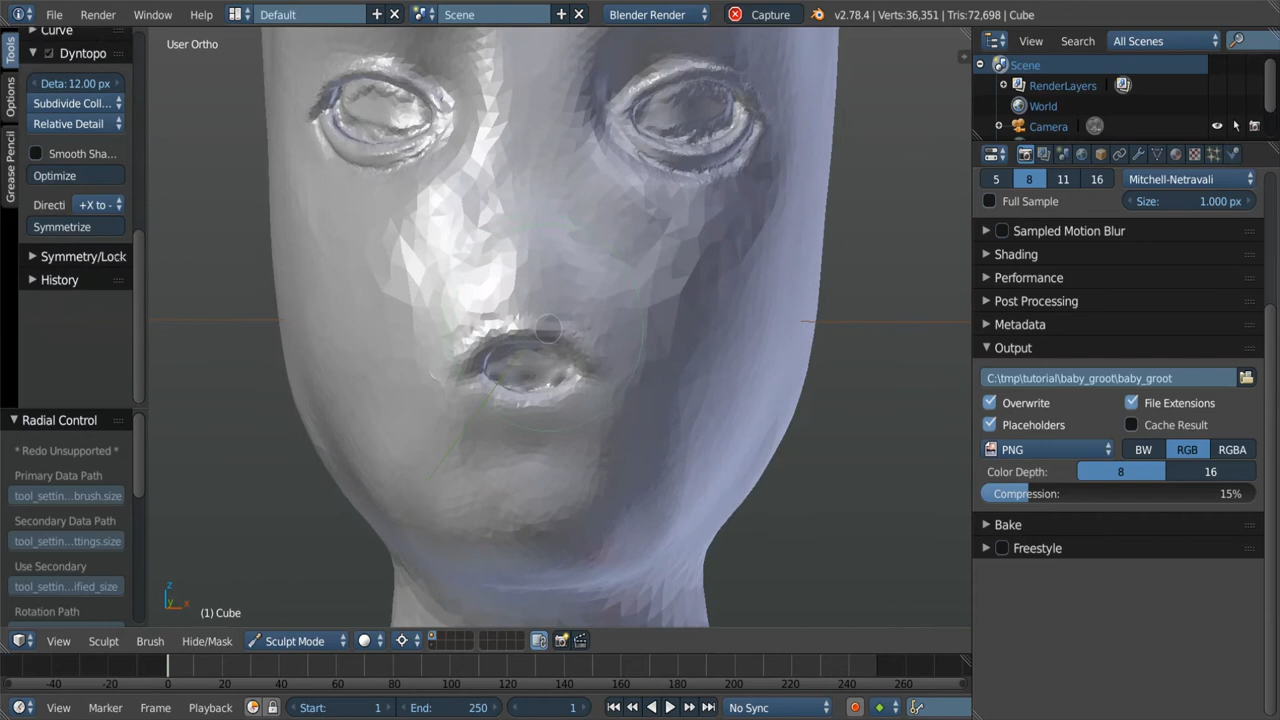 File Render Window Help Default Scene Blender Render Capture v2.78.4 | Verts:36,351 | Tris:72,698 | Cube
Tools
Options
Grease Pencil
Curve
Dyntopo
Deta: 12.00 px
Subdivide Coll...
Relative Detail
Smooth Sha...
Optimize
Directi +X to -
Symmetrize
Symmetry/Lock
History
Radial Control
* Redo Unsupported *
Primary Data Path
tool_settin...brush.size
Secondary Data Path
tool_settin...ttings.size
Use Secondary
tool_settin...ified_size
Rotation Path
User Ortho
z
y x
(1) Cube
View Sculpt Brush Hide/Mask Sculpt Mode
-40 -20 0 20 40 60 80 100 120 140 160 180 200 220 240 260
View Marker Frame Playback Start: 1 End: 250 1 No Sync
View Search All Scenes
Scene
RenderLayers
World
Camera
5 8 11 16 Mitchell-Netravali
Full Sample Size: 1.000 px
Sampled Motion Blur
Shading
Performance
Post Processing
Metadata
Output
C:\tmp\tutorial\baby_groot\baby_groot
Overwrite File Extensions
Placeholders Cache Result
PNG BW RGB RGBA
Color Depth: 8 16
Compression: 15%
Bake
Freestyle